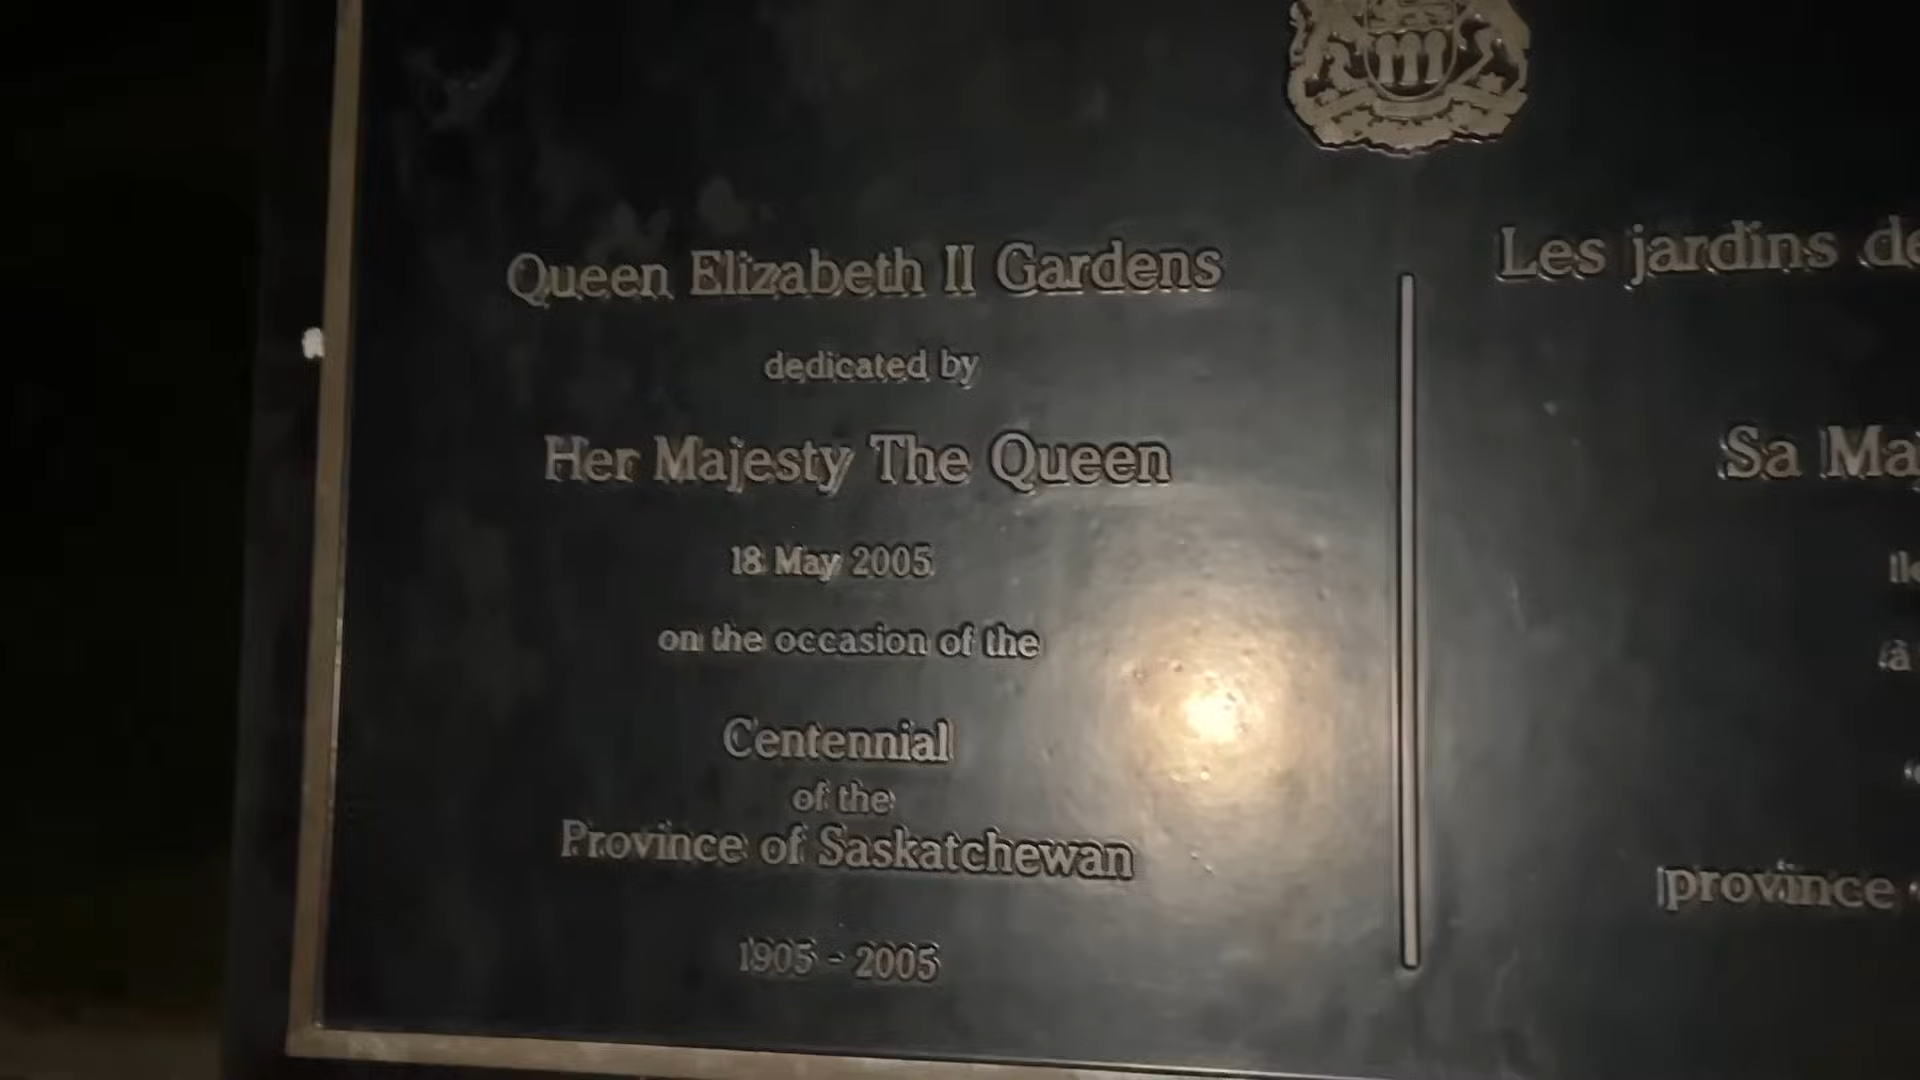 Queen Elizabeth II Gardens
dedicated by
Her Majesty The Queen
18 May 2005
on the occasion of the
Centennial
of the
Province of Saskatchewan
1905 - 2005
Les jardins de
Sa Maj
à
province